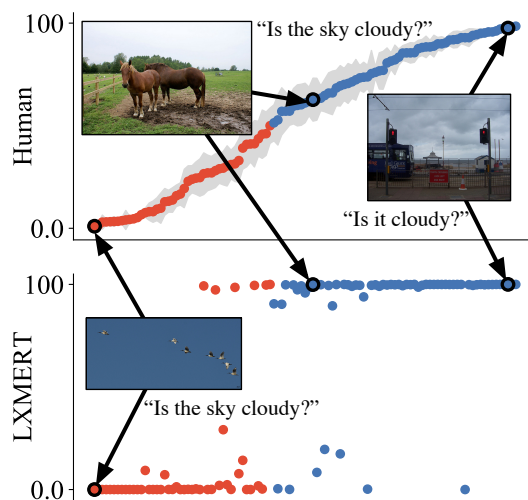 100
“Is the sky cloudy?”
Human
“Is it cloudy?”
0.0
100
LXMERT
“Is the sky cloudy?”
0.0